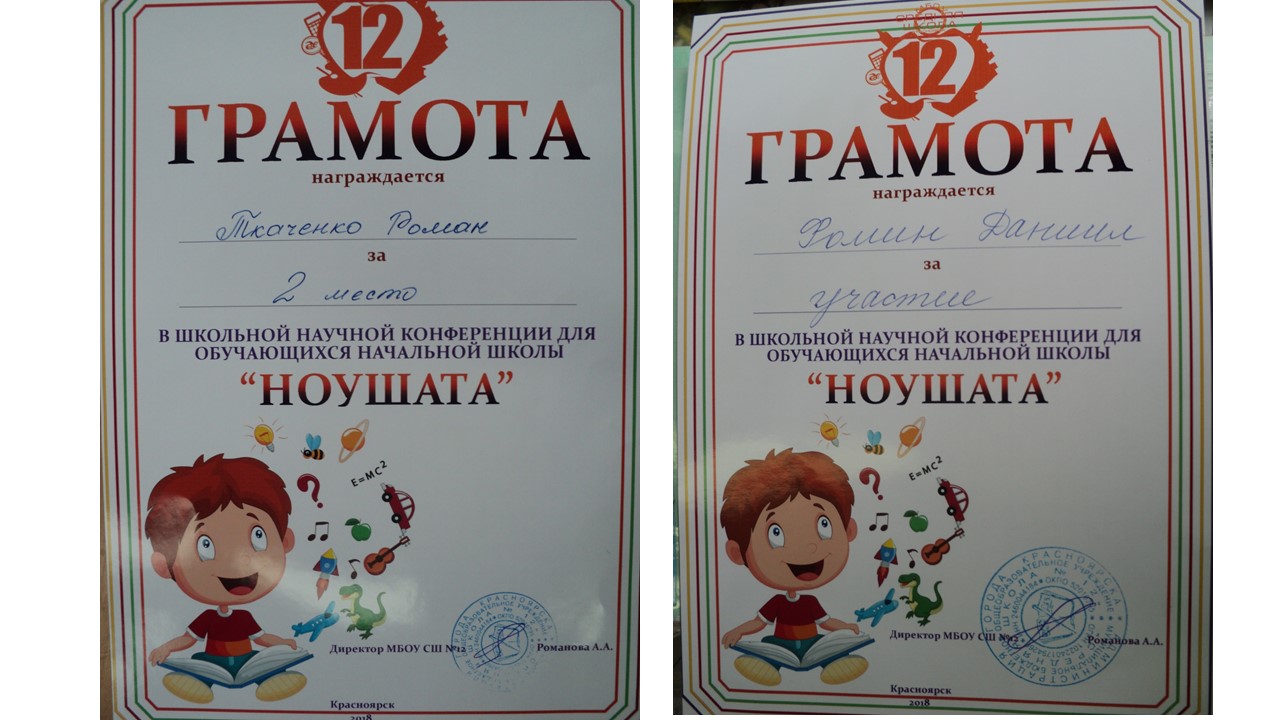 12
ГРАМОТА
награждается
Ткаченко Роман
за
2 место
В ШКОЛЬНОЙ НАУЧНОЙ КОНФЕРЕНЦИИ ДЛЯ
ОБУЧАЮЩИХСЯ НАЧАЛЬНОЙ ШКОЛЫ
“НОУШАТА”
E=MC²
Директор МБОУ СШ №12 Романова А.А.
Красноярск
2018
12
ГРАМОТА
награждается
Фомин Даниил
за
участие
В ШКОЛЬНОЙ НАУЧНОЙ КОНФЕРЕНЦИИ ДЛЯ
ОБУЧАЮЩИХСЯ НАЧАЛЬНОЙ ШКОЛЫ
“НОУШАТА”
E=MC²
Директор МБОУ СШ №12 Романова А.А.
Красноярск
2018